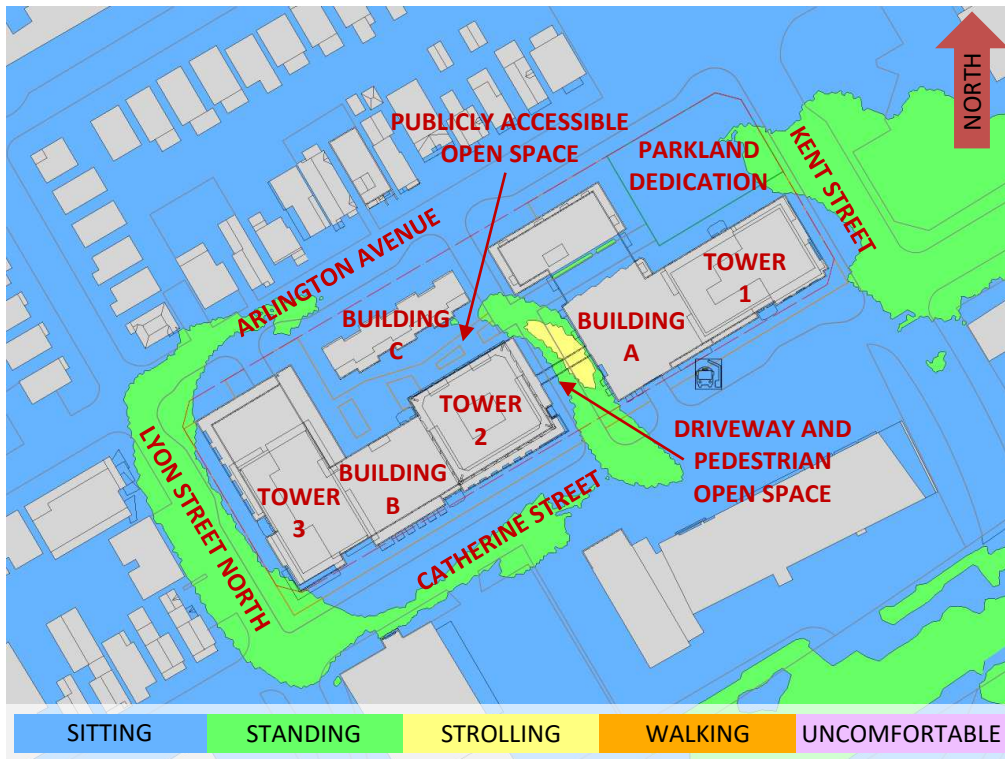 NORTH
PUBLICLY ACCESSIBLE
OPEN SPACE
PARKLAND
DEDICATION
KENT STREET
ARLINGTON AVENUE
TOWER
1
BUILDING
C
BUILDING
A
TOWER
2
DRIVEWAY AND
PEDESTRIAN
OPEN SPACE
LYON STREET NORTH
TOWER
3
BUILDING
B
CATHERINE STREET
SITTING
STANDING
STROLLING
WALKING
UNCOMFORTABLE